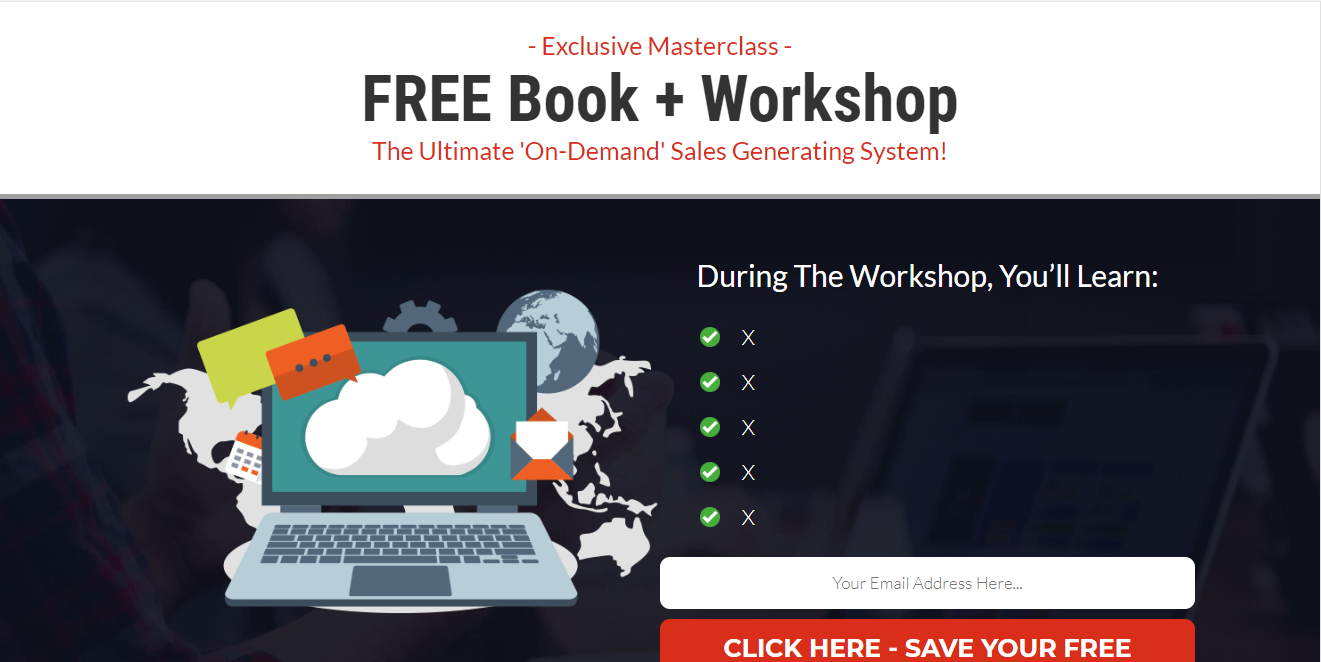 - Exclusive Masterclass -
FREE Book + Workshop
The Ultimate 'On-Demand' Sales Generating System!
During The Workshop, You’ll Learn:
X
X
X
X
X
Your Email Address Here...
CLICK HERE - SAVE YOUR FREE